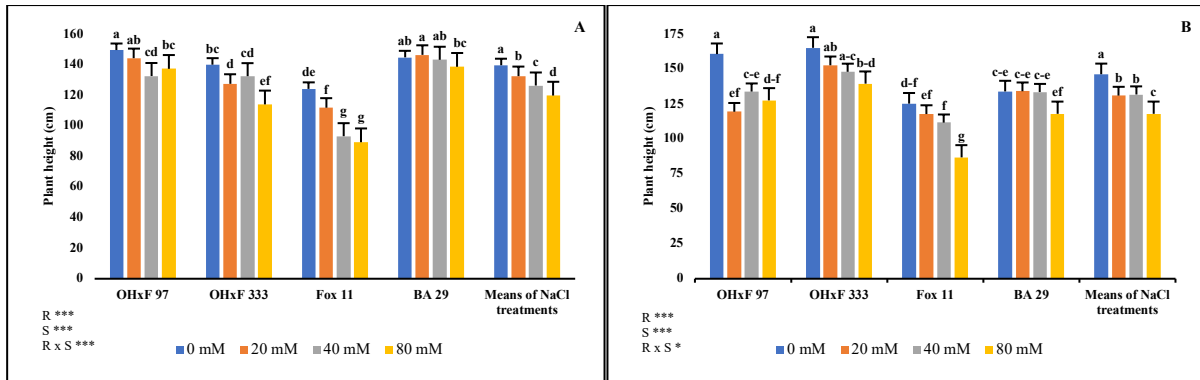 A
160
140
120
100
80
60
40
20
0
Plant height (cm)
a ab cd bc
bc d cd ef
de f g g
ab a ab bc
a b c d
OHxF 97 OHxF 333 Fox 11 BA 29 Means of NaCl
treatments
R ***
S ***
R x S ***
0 mM 20 mM 40 mM 80 mM
B
175
150
125
100
75
50
25
0
Plant height (cm)
a ef c-e d-f
a ab a-c b-d
d-f ef f g
c-e c-e c-e ef
a b b c
OHxF 97 OHxF 333 Fox 11 BA 29 Means of NaCl
treatments
R ***
S ***
R x S *
0 mM 20 mM 40 mM 80 mM